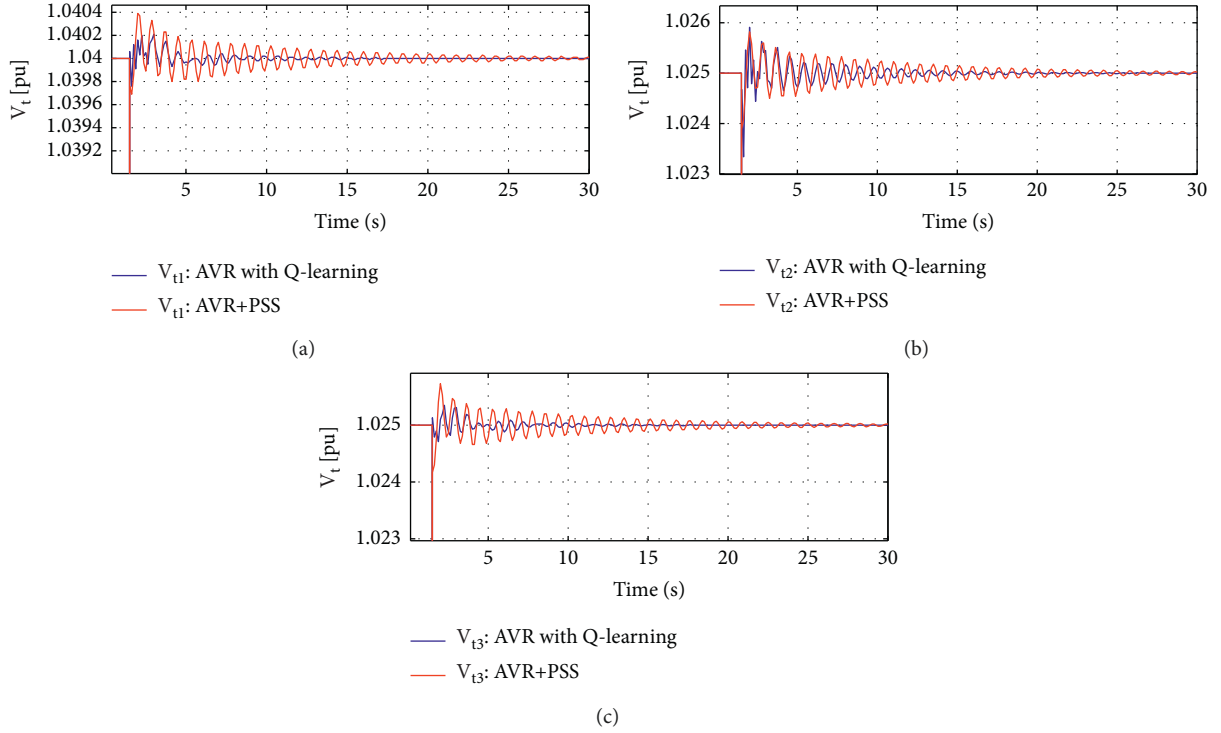 1.0404
1.0402
1.04
1.0398
1.0396
1.0394
1.0392
V_t [pu]
5 10 15 20 25 30
Time (s)
V_t1: AVR with Q-learning
V_t1: AVR+PSS
(a)
1.026
1.025
1.024
1.023
V_t [pu]
5 10 15 20 25 30
Time (s)
V_t2: AVR with Q-learning
V_t2: AVR+PSS
(b)
1.025
1.024
1.023
V_t [pu]
5 10 15 20 25 30
Time (s)
V_t3: AVR with Q-learning
V_t3: AVR+PSS
(c)